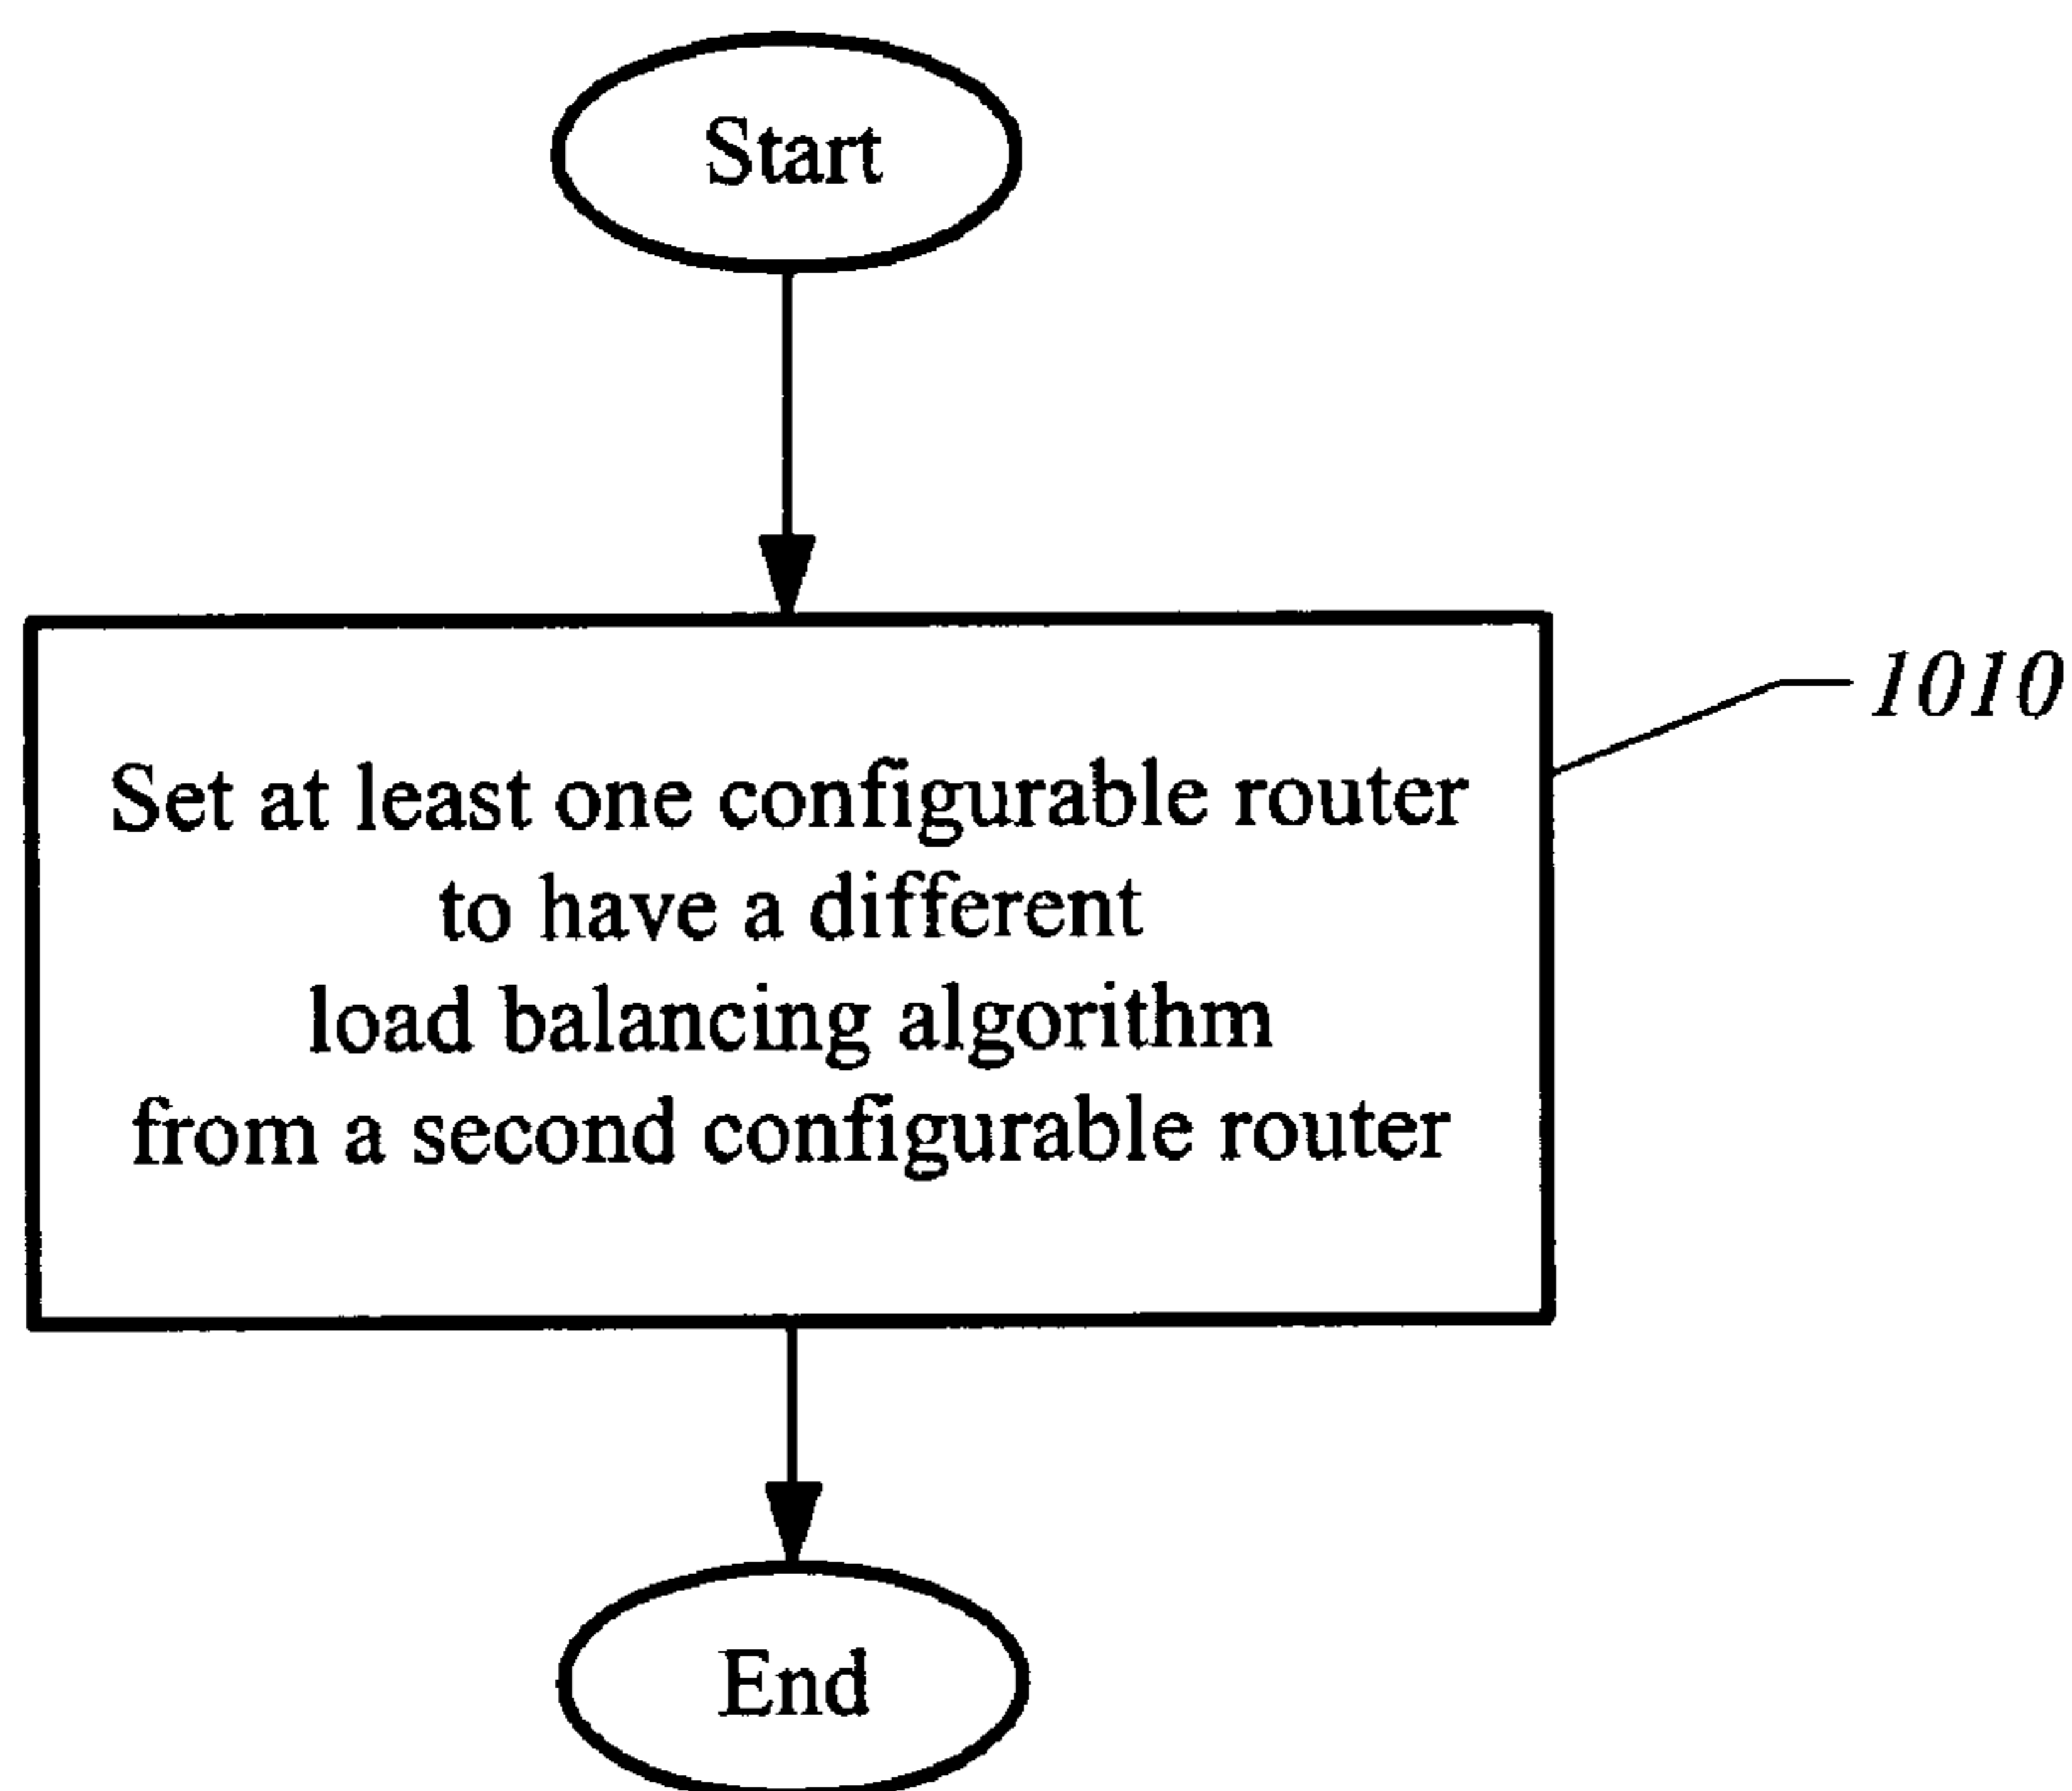 Start
1010
Set at least one configurable router
to have a different
load balancing algorithm
from a second configurable router
End